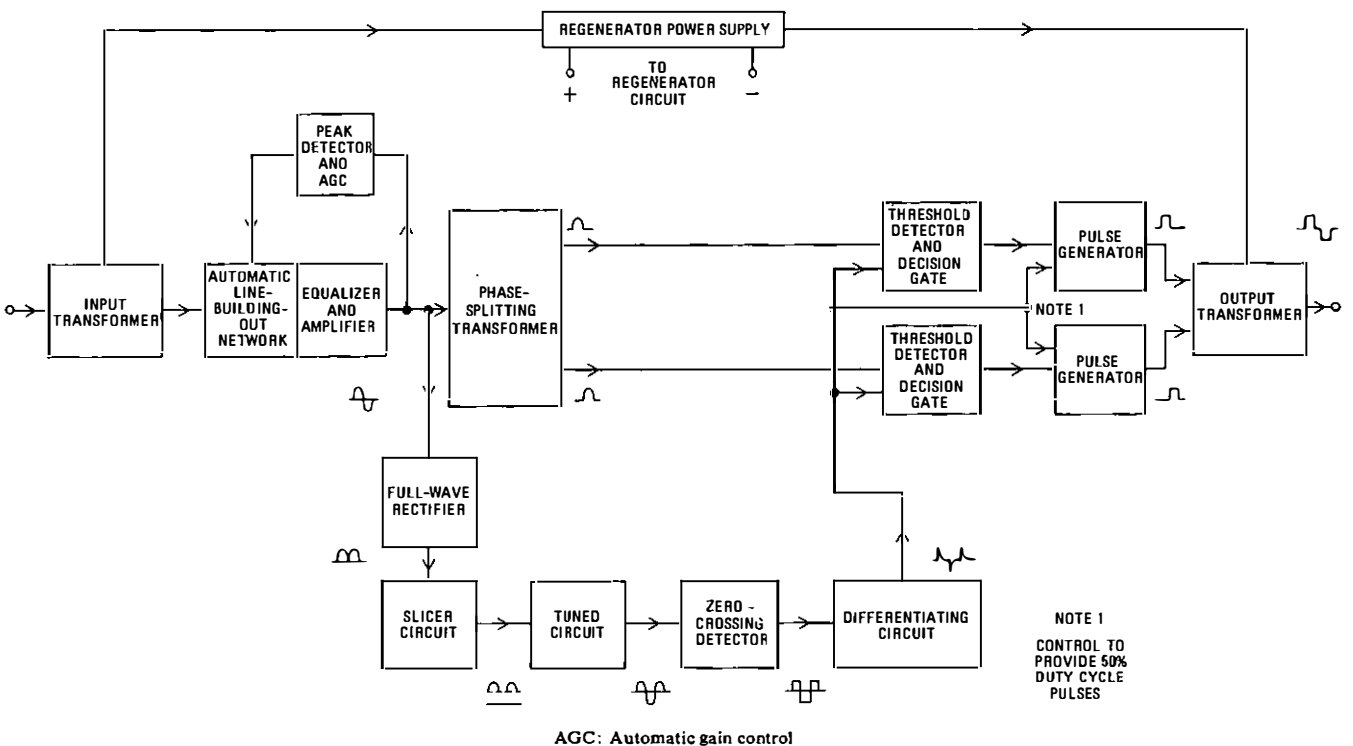 REGENERATOR POWER SUPPLY
TO
REGENERATOR
CIRCUIT
+
−
PEAK
DETECTOR
AND
AGC
INPUT
TRANSFORMER
AUTOMATIC
LINE-
BUILDING-
OUT
NETWORK
EQUALIZER
AND
AMPLIFIER
PHASE-
SPLITTING
TRANSFORMER
THRESHOLD
DETECTOR
AND
DECISION
GATE
PULSE
GENERATOR
NOTE 1
THRESHOLD
DETECTOR
AND
DECISION
GATE
PULSE
GENERATOR
OUTPUT
TRANSFORMER
FULL-WAVE
RECTIFIER
SLICER
CIRCUIT
TUNED
CIRCUIT
ZERO-
CROSSING
DETECTOR
DIFFERENTIATING
CIRCUIT
NOTE 1
CONTROL TO
PROVIDE 50%
DUTY CYCLE
PULSES
AGC: Automatic gain control